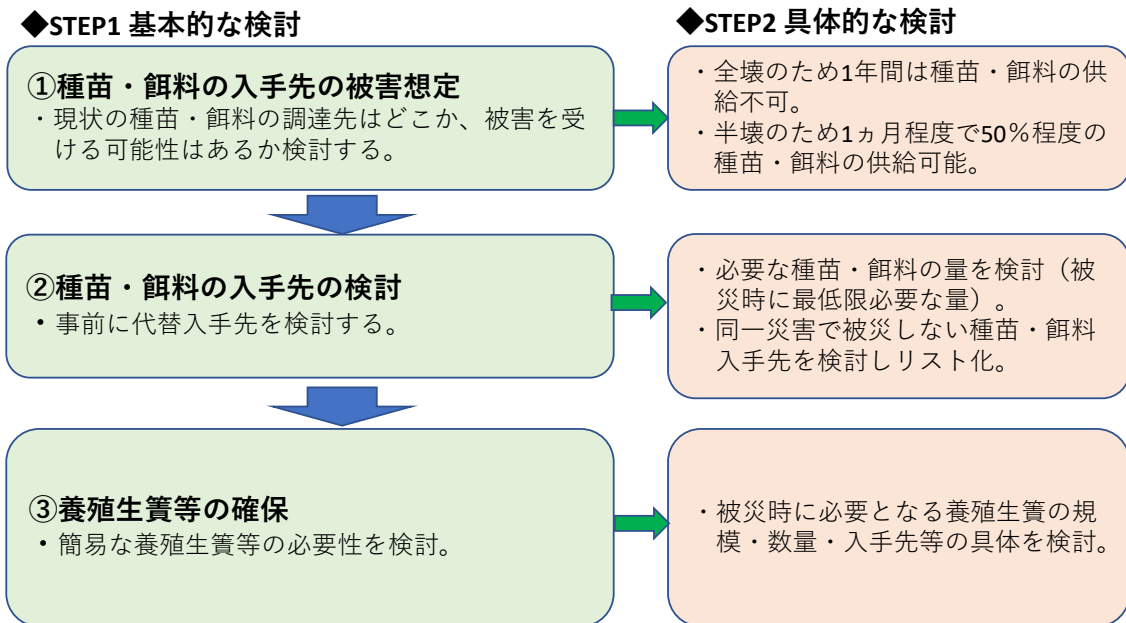 ◆STEP1 基本的な検討
①種苗・餌料の入手先の被害想定
・現状の種苗・餌料の調達先はどこか、被害を受
ける可能性はあるか検討する。
②種苗・餌料の入手先の検討
・事前に代替入手先を検討する。
③養殖生簀等の確保
・簡易な養殖生簀等の必要性を検討。
◆STEP2 具体的な検討
・全壊のため1年間は種苗・餌料の供
給不可。
・半壊のため1ヵ月程度で50%程度の
種苗・餌料の供給可能。
・必要な種苗・餌料の量を検討（被
災時に最低限必要な量）。
・同一災害で被災しない種苗・餌料
入手先を検討しリスト化。
・被災時に必要となる養殖生簀の規
模・数量・入手先等の具体を検討。